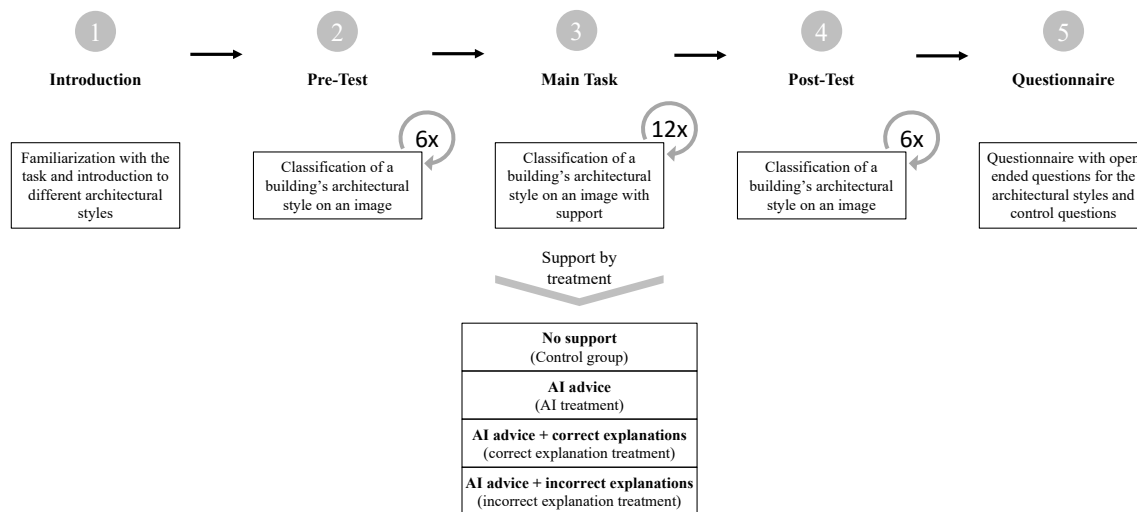 1
Introduction
Familiarization with the
task and introduction to
different architectural
styles
2
Pre-Test
6x
Classification of a
building's architectural
style on an image
3
Main Task
12x
Classification of a
building's architectural
style on an image with
support
Support by
treatment
No support
(Control group)
AI advice
(AI treatment)
AI advice + correct explanations
(correct explanation treatment)
AI advice + incorrect explanations
(incorrect explanation treatment)
4
Post-Test
6x
Classification of a
building's architectural
style on an image
5
Questionnaire
Questionnaire with open
ended questions for the
architectural styles and
control questions